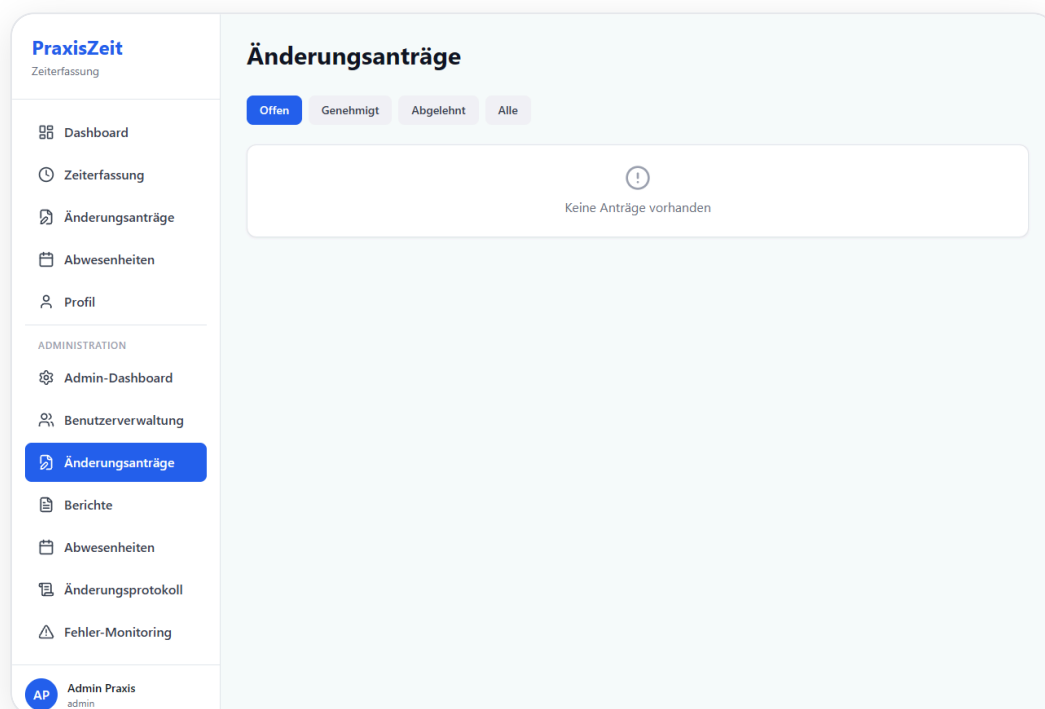 PraxisZeit
Zeiterfassung
Dashboard
Zeiterfassung
Änderungsanträge
Abwesenheiten
Profil
ADMINISTRATION
Admin-Dashboard
Benutzerverwaltung
Änderungsanträge
Berichte
Abwesenheiten
Änderungsprotokoll
Fehler-Monitoring
AP
Admin Praxis
admin
Änderungsanträge
Offen Genehmigt Abgelehnt Alle
Keine Anträge vorhanden